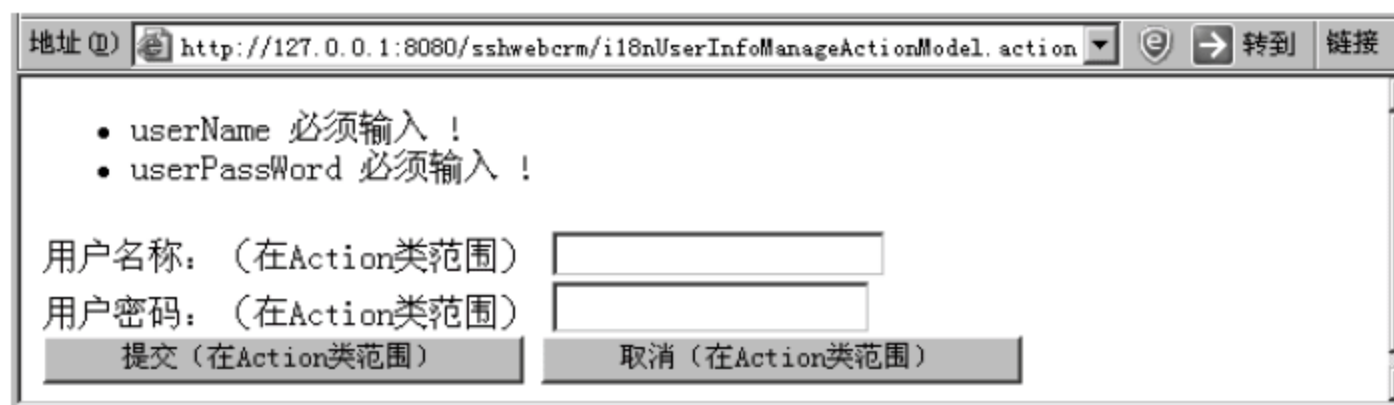 地址(D) http://127.0.0.1:8080/sshwebcrm/i18nUserInfoManageActionModel.action 转到 链接
• userName 必须输入 !
• userPassWord 必须输入 !
用户名称: (在Action类范围)
用户密码: (在Action类范围)
提交(在Action类范围) 取消(在Action类范围)